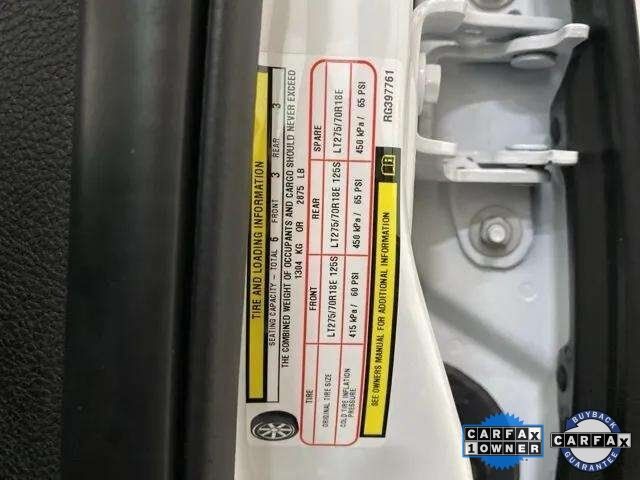 TIRE AND LOADING INFORMATION
SEATING CAPACITY - TOTAL 6 FRONT 3 REAR 3
THE COMBINED WEIGHT OF OCCUPANTS AND CARGO SHOULD NEVER EXCEED
1304 KG OR 2875 LB
TIRE FRONT REAR SPARE
ORIGINAL TIRE SIZE LT275/70R18E 125S LT275/70R18E 125S LT275/70R18E
COLD TIRE INFLATION PRESSURE 415 kPa / 60 PSI 450 kPa / 65 PSI 450 kPa / 65 PSI
SEE OWNERS MANUAL FOR ADDITIONAL INFORMATION
RG397761
CARFAX
1 OWNER
BUYBACK
CARFAX
GUARANTEE